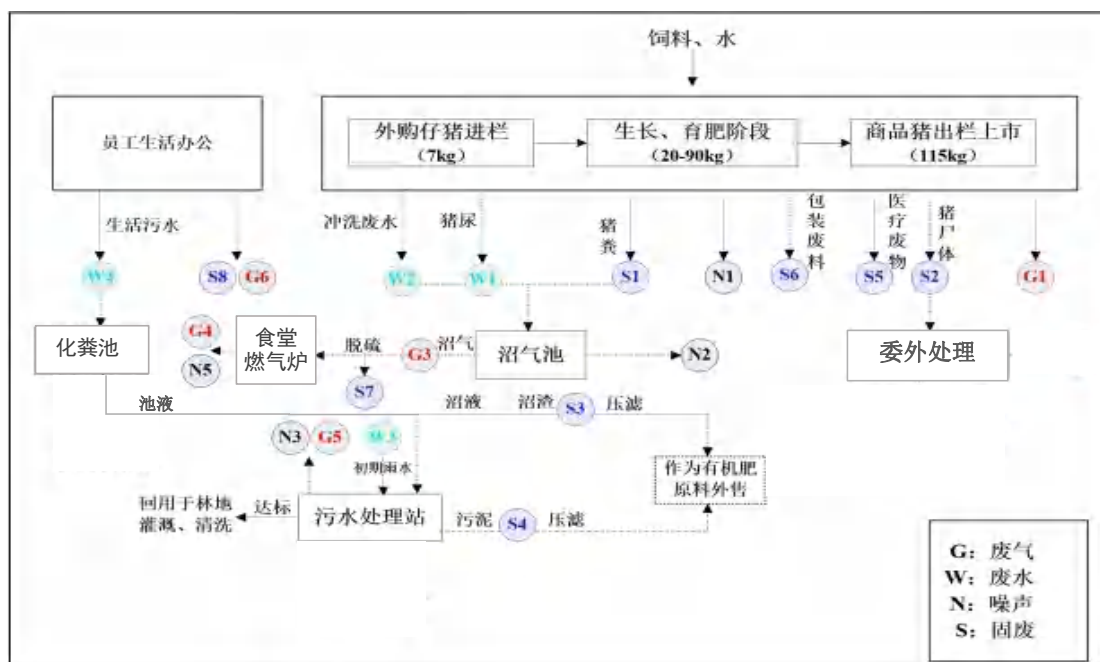 饲料、水
员工生活办公
外购仔猪进栏
（7kg）
生长、育肥阶段
（20-90kg）
商品猪出栏上市
（115kg）
生活污水
冲洗废水
猪尿
猪粪
包装废料
医疗废物
猪尸体
W4
S8
G6
W2
W1
S1
N1
S6
S5
S2
G1
化粪池
G4
N5
食堂
燃气炉
脱硫
S7
G3
沼气
沼气池
N2
委外处理
池液
沼液
沼渣
S3
压滤
N3
G5
W3
初期雨水
作为有机肥
原料外售
回用于林地
灌溉、清洗
达标
污水处理站
污泥
S4
压滤
G：废气
W：废水
N：噪声
S：固废